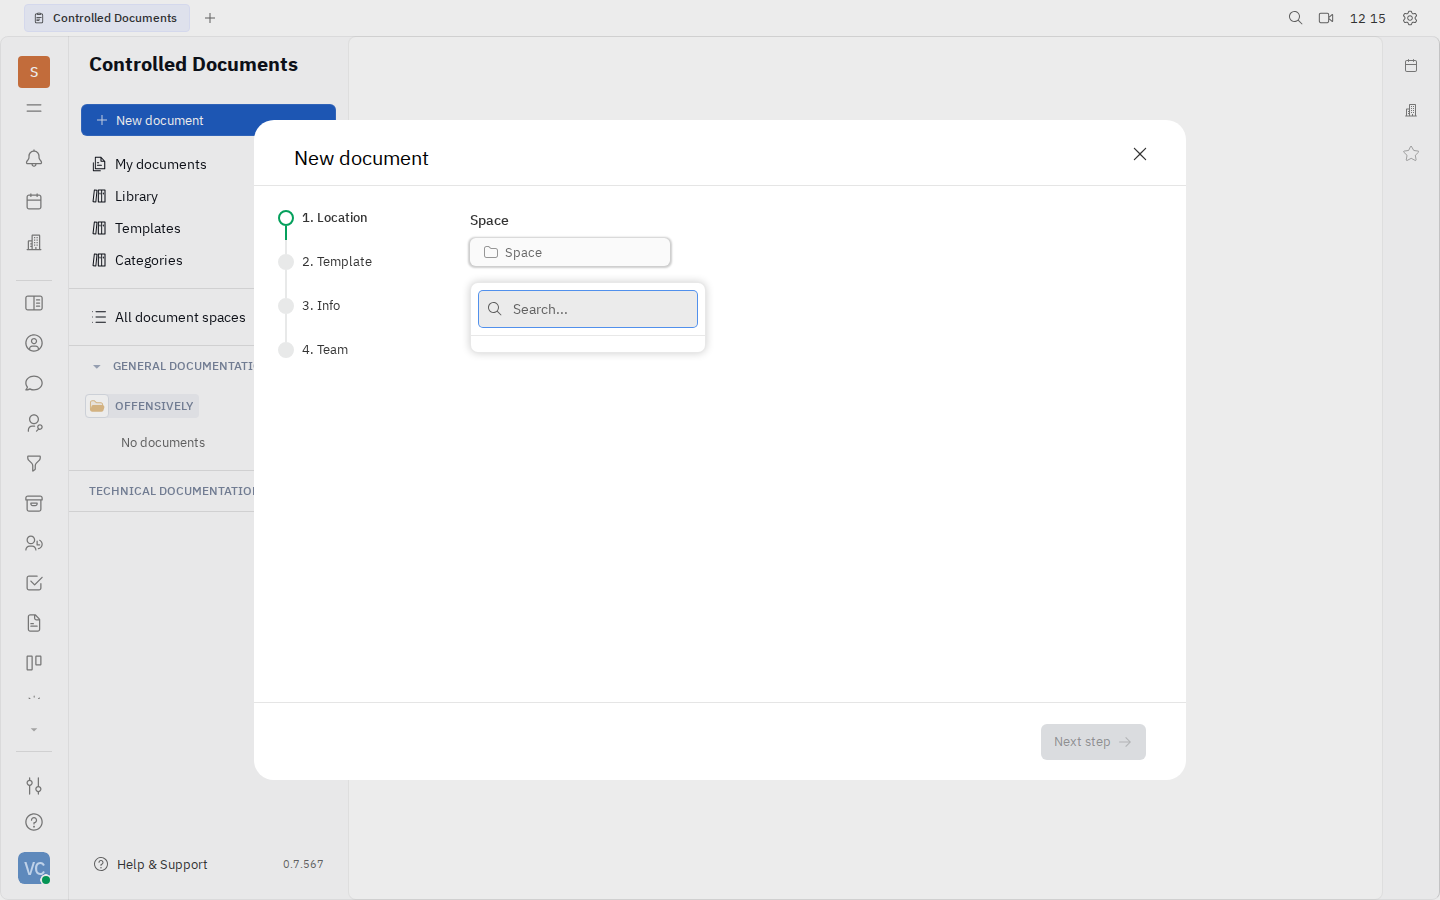 Controlled Documents
12 15
S
Controlled Documents
New document
My documents
Library
Templates
Categories
All document spaces
GENERAL DOCUMENTATI
OFFENSIVELY
No documents
TECHNICAL DOCUMENTATIO
New document
1. Location
2. Template
3. Info
4. Team
Space
Space
Search...
Next step
Help & Support
0.7.567
VC